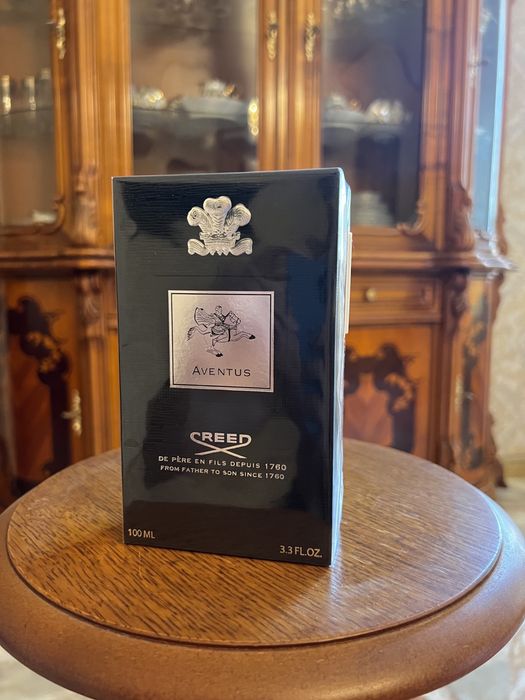 AVENTUS
CREED
DE PÈRE EN FILS DEPUIS 1760
FROM FATHER TO SON SINCE 1760
100 ML
3.3 FL.OZ.